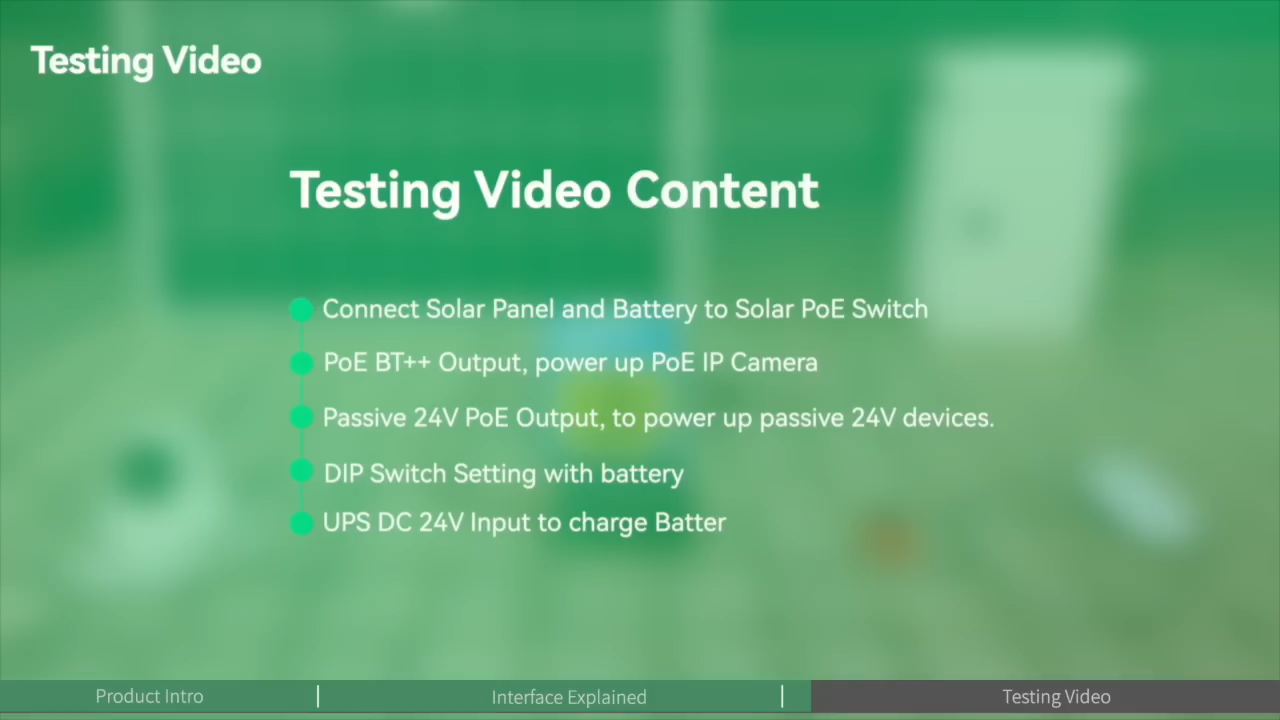 Testing Video
Testing Video Content
Connect Solar Panel and Battery to Solar PoE Switch
PoE BT++ Output, power up PoE IP Camera
Passive 24V PoE Output, to power up passive 24V devices.
DIP Switch Setting with battery
UPS DC 24V Input to charge Batter
Product Intro
Interface Explained
Testing Video